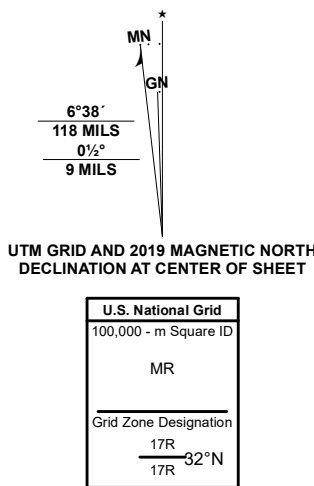 ★
MN
GN
6°38´
118 MILS
0½°
9 MILS
UTM GRID AND 2019 MAGNETIC NORTH
DECLINATION AT CENTER OF SHEET
U.S. National Grid
100,000 - m Square ID
MR
Grid Zone Designation
17R
32°N
17R